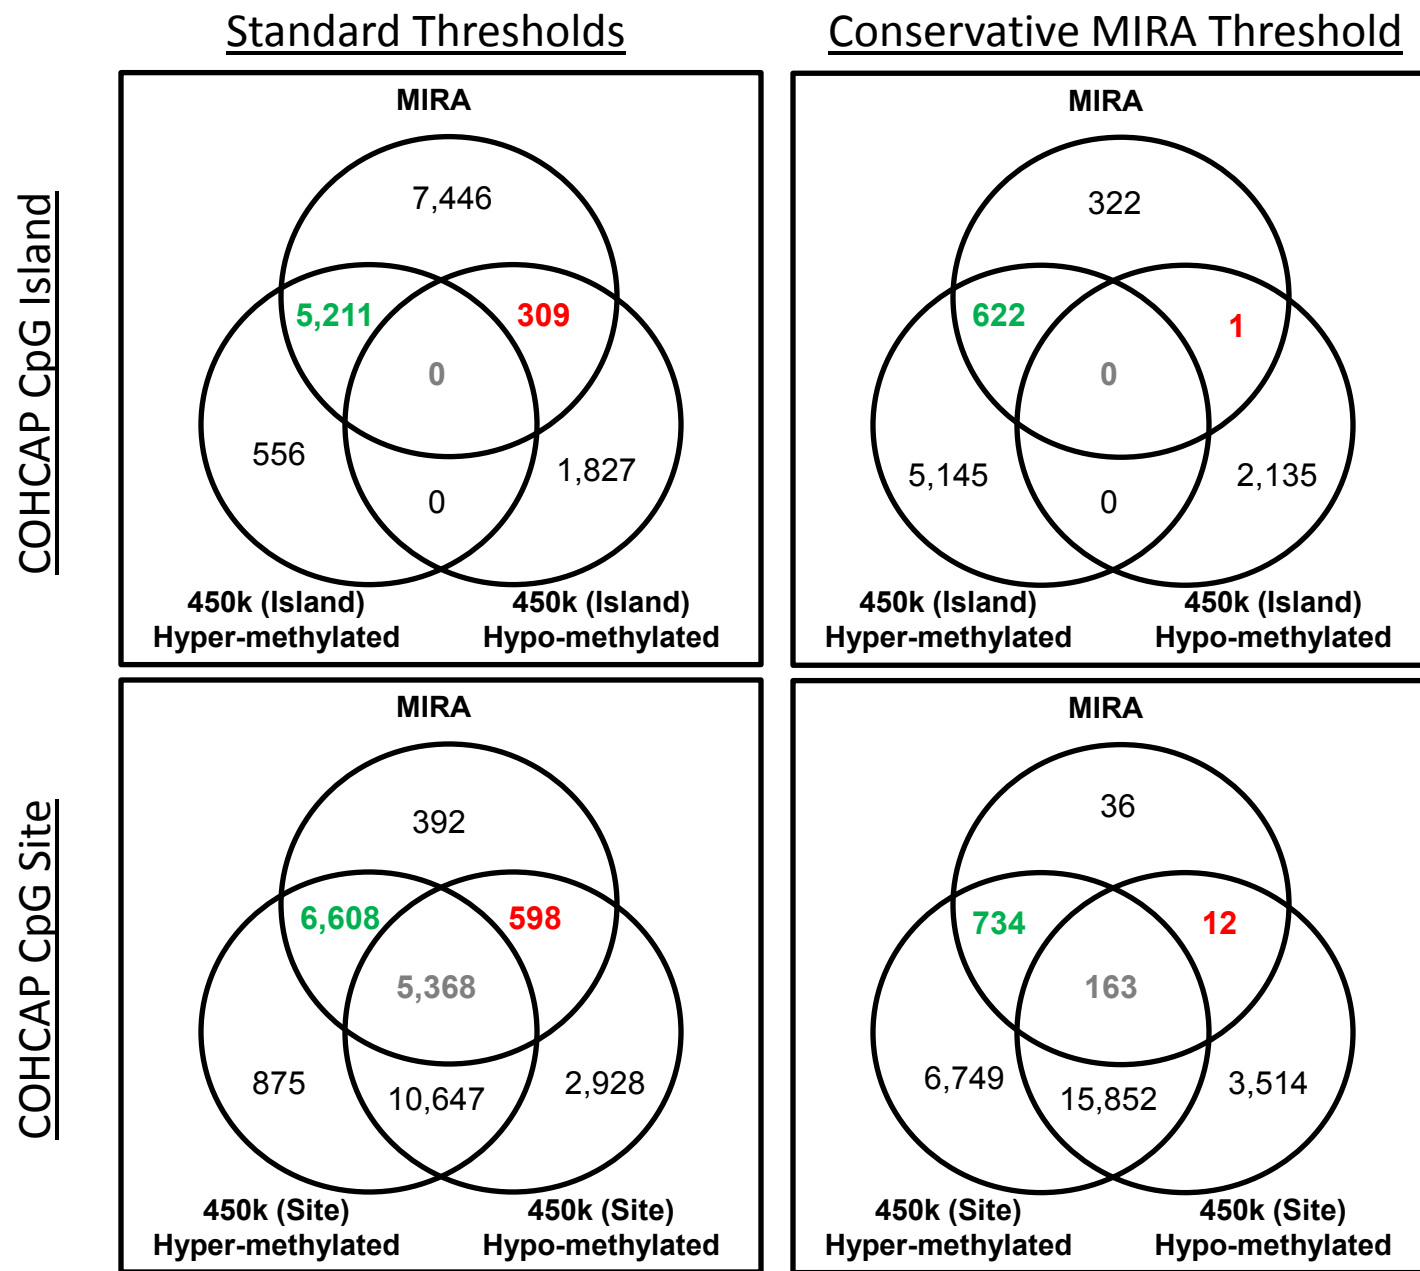 Standard Thresholds
Conservative MIRA Threshold
COHCAP CpG Island
MIRA
7,446
5,211
309
0
556
1,827
0
450k (Island)
Hyper-methylated
450k (Island)
Hypo-methylated
MIRA
322
622
1
0
5,145
2,135
0
450k (Island)
Hyper-methylated
450k (Island)
Hypo-methylated
COHCAP CpG Site
MIRA
392
6,608
598
5,368
875
10,647
2,928
450k (Site)
Hyper-methylated
450k (Site)
Hypo-methylated
MIRA
36
734
12
163
6,749
15,852
3,514
450k (Site)
Hyper-methylated
450k (Site)
Hypo-methylated